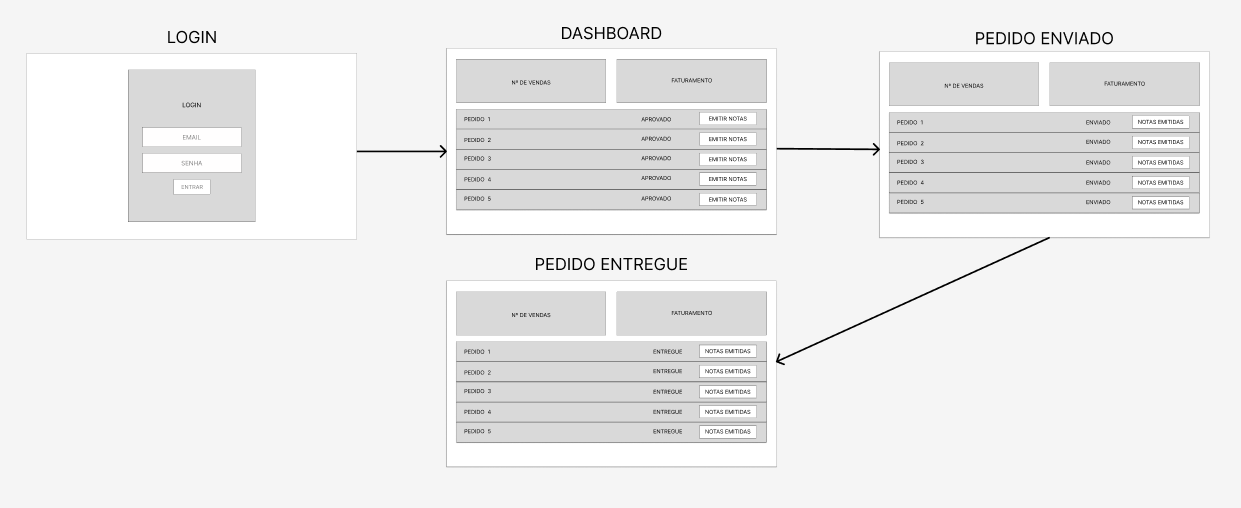 LOGIN
LOGIN
EMAIL
SENHA
ENTRAR
DASHBOARD
Nº DE VENDAS
FATURAMENTO
PEDIDO 1 APROVADO EMITIR NOTAS
PEDIDO 2 APROVADO EMITIR NOTAS
PEDIDO 3 APROVADO EMITIR NOTAS
PEDIDO 4 APROVADO EMITIR NOTAS
PEDIDO 5 APROVADO EMITIR NOTAS
PEDIDO ENVIADO
Nº DE VENDAS
FATURAMENTO
PEDIDO 1 ENVIADO NOTAS EMITIDAS
PEDIDO 2 ENVIADO NOTAS EMITIDAS
PEDIDO 3 ENVIADO NOTAS EMITIDAS
PEDIDO 4 ENVIADO NOTAS EMITIDAS
PEDIDO 5 ENVIADO NOTAS EMITIDAS
PEDIDO ENTREGUE
Nº DE VENDAS
FATURAMENTO
PEDIDO 1 ENTREGUE NOTAS EMITIDAS
PEDIDO 2 ENTREGUE NOTAS EMITIDAS
PEDIDO 3 ENTREGUE NOTAS EMITIDAS
PEDIDO 4 ENTREGUE NOTAS EMITIDAS
PEDIDO 5 ENTREGUE NOTAS EMITIDAS